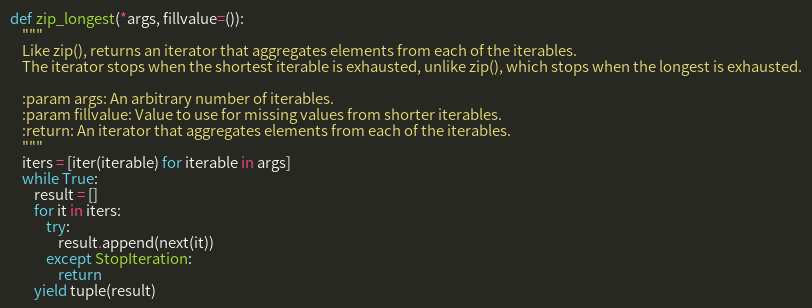 def zip_longest(*args, fillvalue=()):
    """
    Like zip(), returns an iterator that aggregates elements from each of the iterables.
    The iterator stops when the shortest iterable is exhausted, unlike zip(), which stops when the longest is exhausted.

    :param args: An arbitrary number of iterables.
    :param fillvalue: Value to use for missing values from shorter iterables.
    :return: An iterator that aggregates elements from each of the iterables.
    """
    iters = [iter(iterable) for iterable in args]
    while True:
        result = []
        for it in iters:
            try:
                result.append(next(it))
            except StopIteration:
                return
        yield tuple(result)